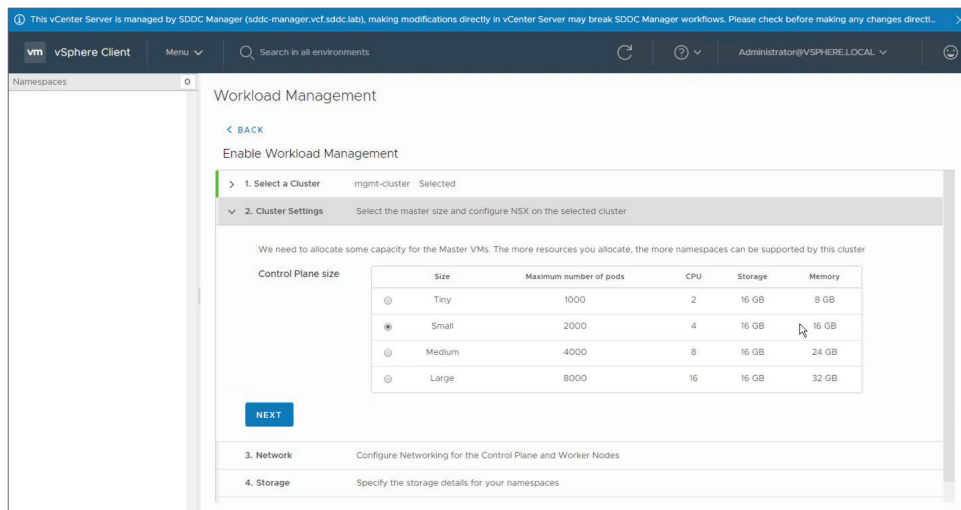 This vCenter Server is managed by SDDC Manager (sddc-manager.vcf.sddc.lab), making modifications directly in vCenter Server may break SDDC Manager workflows. Please check before making any changes directl...
vm vSphere Client Menu Search in all environments Administrator@VSPHERE.LOCAL
Namespaces 0
Workload Management
BACK
Enable Workload Management
1. Select a Cluster mgmt-cluster Selected
2. Cluster Settings Select the master size and configure NSX on the selected cluster
We need to allocate some capacity for the Master VMs. The more resources you allocate, the more namespaces can be supported by this cluster
Control Plane size
Size Maximum number of pods CPU Storage Memory
Tiny 1000 2 16 GB 8 GB
Small 2000 4 16 GB 16 GB
Medium 4000 8 16 GB 24 GB
Large 8000 16 16 GB 32 GB
NEXT
3. Network Configure Networking for the Control Plane and Worker Nodes
4. Storage Specify the storage details for your namespaces